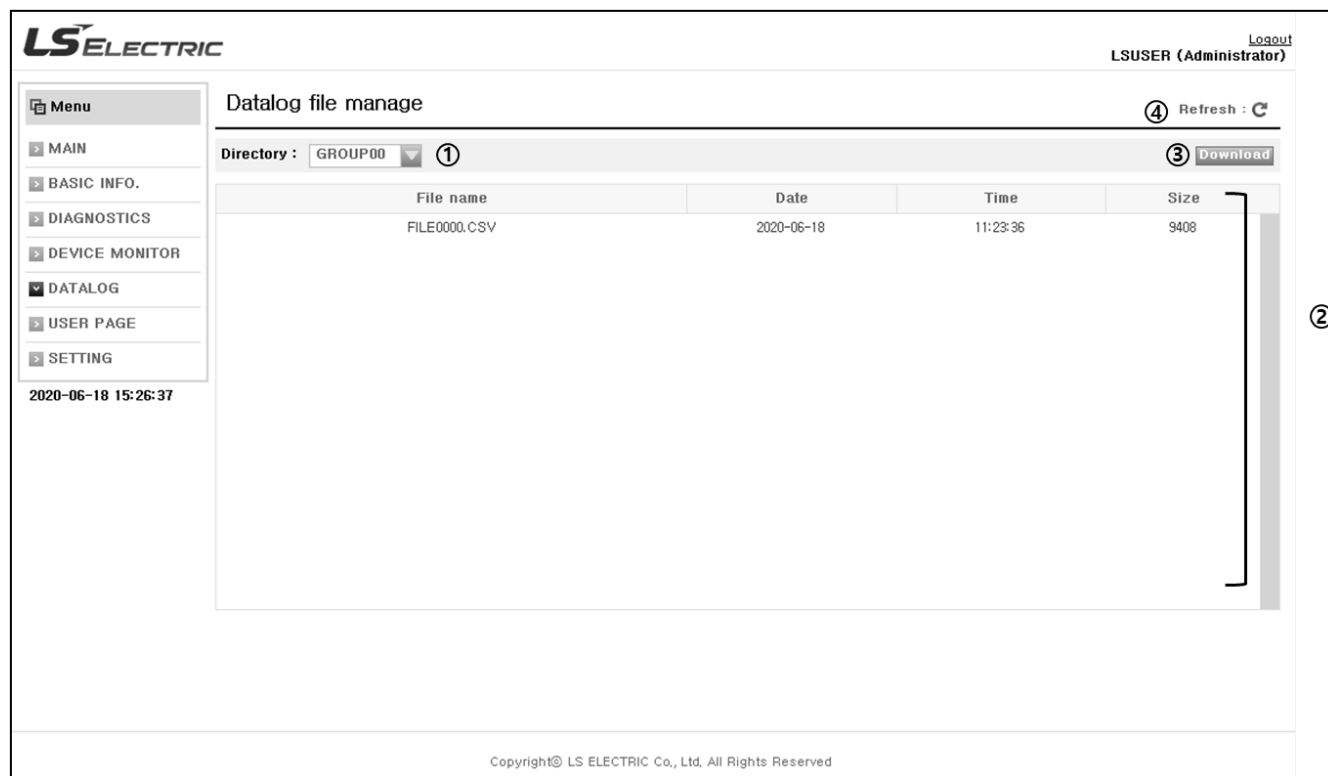 LS ELECTRIC
Logout
LSUSER (Administrator)
Menu
MAIN
BASIC INFO.
DIAGNOSTICS
DEVICE MONITOR
DATALOG
USER PAGE
SETTING
2020-06-18 15:26:37
Datalog file manage
④ Refresh :
Directory : GROUP00 ① ③ Download
File name Date Time Size
FILE0000.CSV 2020-06-18 11:23:36 9408
②
Copyright© LS ELECTRIC Co., Ltd, All Rights Reserved